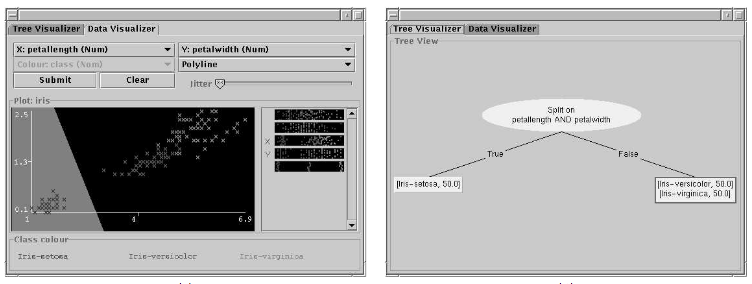 Tree Visualizer Data Visualizer
X: petallength (Num) Y: petalwidth (Num)
Colour: class (Num) Polyline
Submit Clear Jitter
Plot: iris
2.5
1.3
0.1
1 4 6.9
X
Y
Class colour
Iris-setosa Iris-versicolor Iris-virginica
Tree Visualizer Data Visualizer
Tree View
Split on
petallength AND petalwidth
True False
[Iris-setosa, 50.0]
[Iris-versicolor, 50.0]
[Iris-virginica, 50.0]